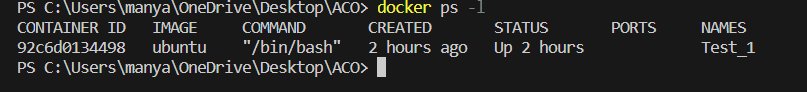 PS C:\Users\manya\OneDrive\Desktop\ACO> docker ps -l
CONTAINER ID   IMAGE     COMMAND       CREATED       STATUS       PORTS     NAMES
92c6d0134498   ubuntu    "/bin/bash"   2 hours ago   Up 2 hours             Test_1
PS C:\Users\manya\OneDrive\Desktop\ACO>